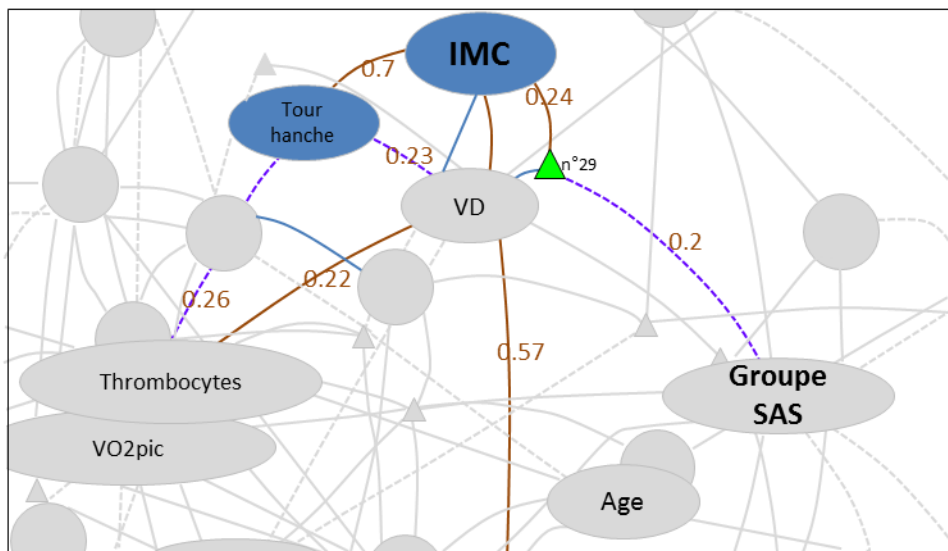 IMC
0.7
0.24
Tour
hanche
0.23
n°29
VD
0.2
0.22
0.26
0.57
Thrombocytes
Groupe
SAS
VO2pic
Age